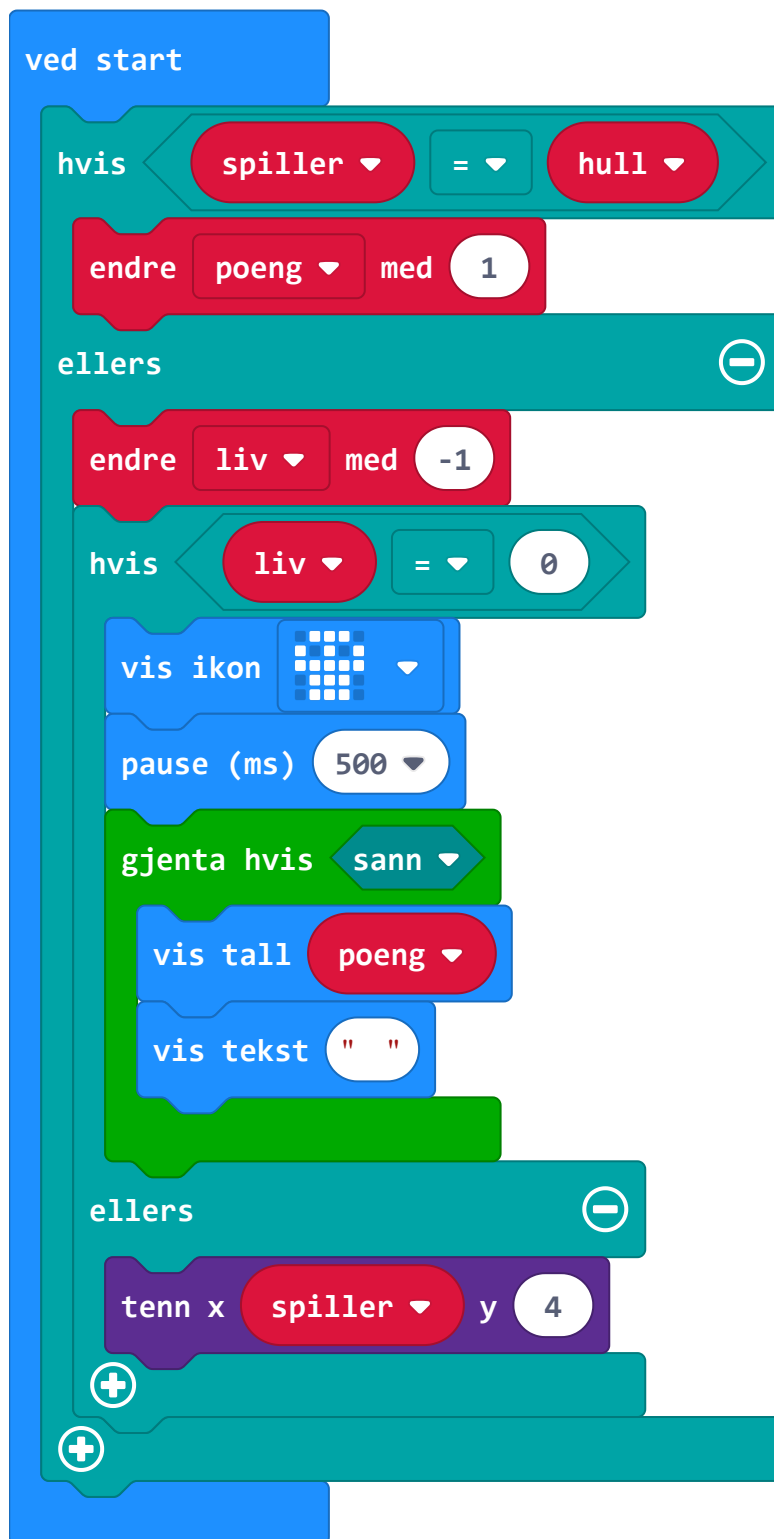 ved start
hvis spiller = hull
endre poeng med 1
ellers
endre liv med -1
hvis liv = 0
vis ikon
pause (ms) 500
gjenta hvis sann
vis tall poeng
vis tekst "  "
ellers
tenn x spiller y 4